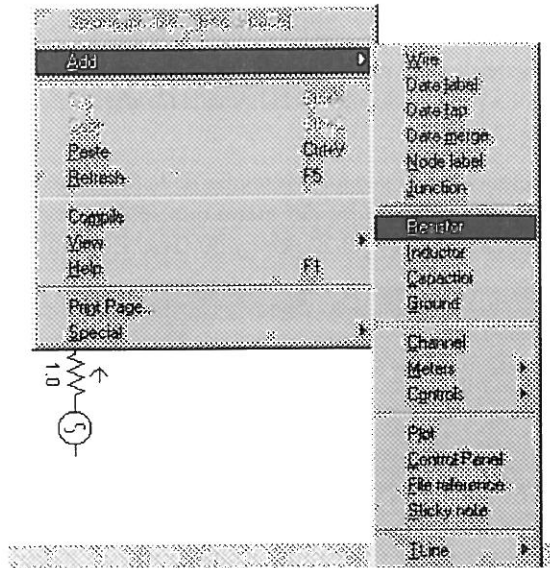 Add
Paste Ctrl+V
Refresh F5
Compile
View
Help F1
Print Page...
Special
1.0
Wire
Data label
Data tap
Data merge
Node label
Junction
Resistor
Inductor
Capacitor
Ground
Channel
Meters
Controls
Plot
Control Panel
File reference
Sticky note
TLine